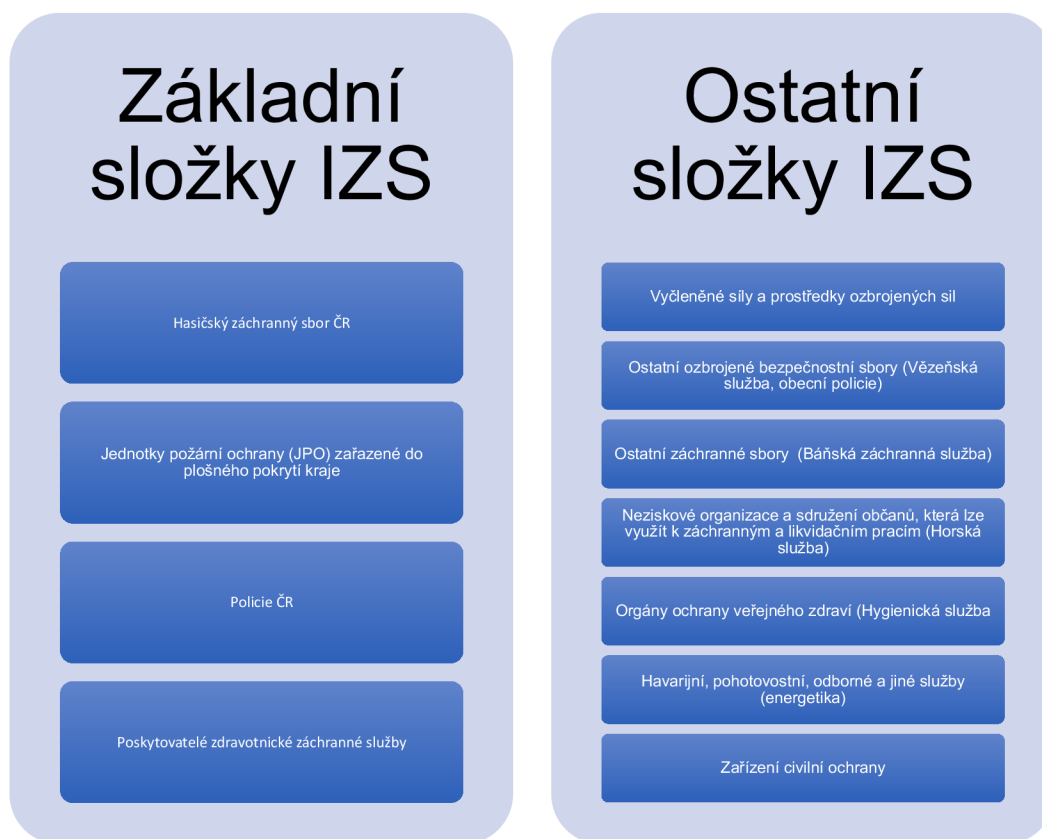 Základní
složky IZS
Hasičský záchranný sbor ČR
Jednotky požární ochrany (JPO) zařazené do
plošného pokrytí kraje
Policie ČR
Poskytovatelé zdravotnické záchranné služby
Ostatní
složky IZS
Vyčleněné síly a prostředky ozbrojených sil
Ostatní ozbrojené bezpečnostní sbory (Vězeňská
služba, obecní policie)
Ostatní záchranné sbory  (Báňská záchranná služba)
Neziskové organizace a sdružení občanů, která lze
využít k záchranným a likvidačním pracím (Horská
služba)
Orgány ochrany veřejného zdraví (Hygienická služba
Havarijní, pohotovostní, odborné a jiné služby
(energetika)
Zařízení civilní ochrany